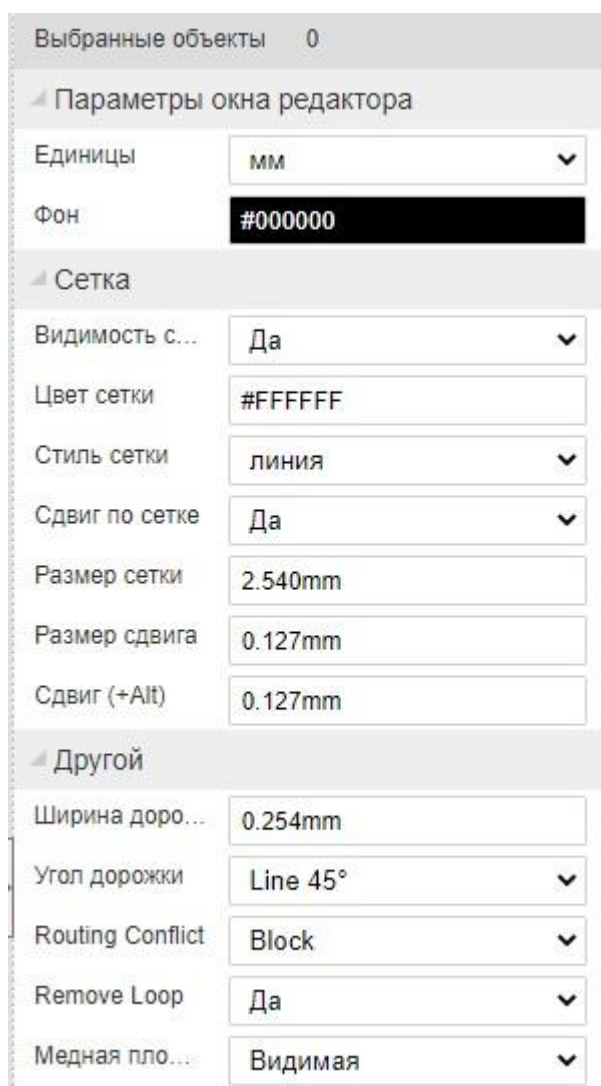 Выбранные объекты 0
Параметры окна редактора
Единицы мм
Фон #000000
Сетка
Видимость с... Да
Цвет сетки #FFFFFF
Стиль сетки линия
Сдвиг по сетке Да
Размер сетки 2.540mm
Размер сдвига 0.127mm
Сдвиг (+Alt) 0.127mm
Другой
Ширина доро... 0.254mm
Угол дорожки Line 45°
Routing Conflict Block
Remove Loop Да
Медная пло... Видимая